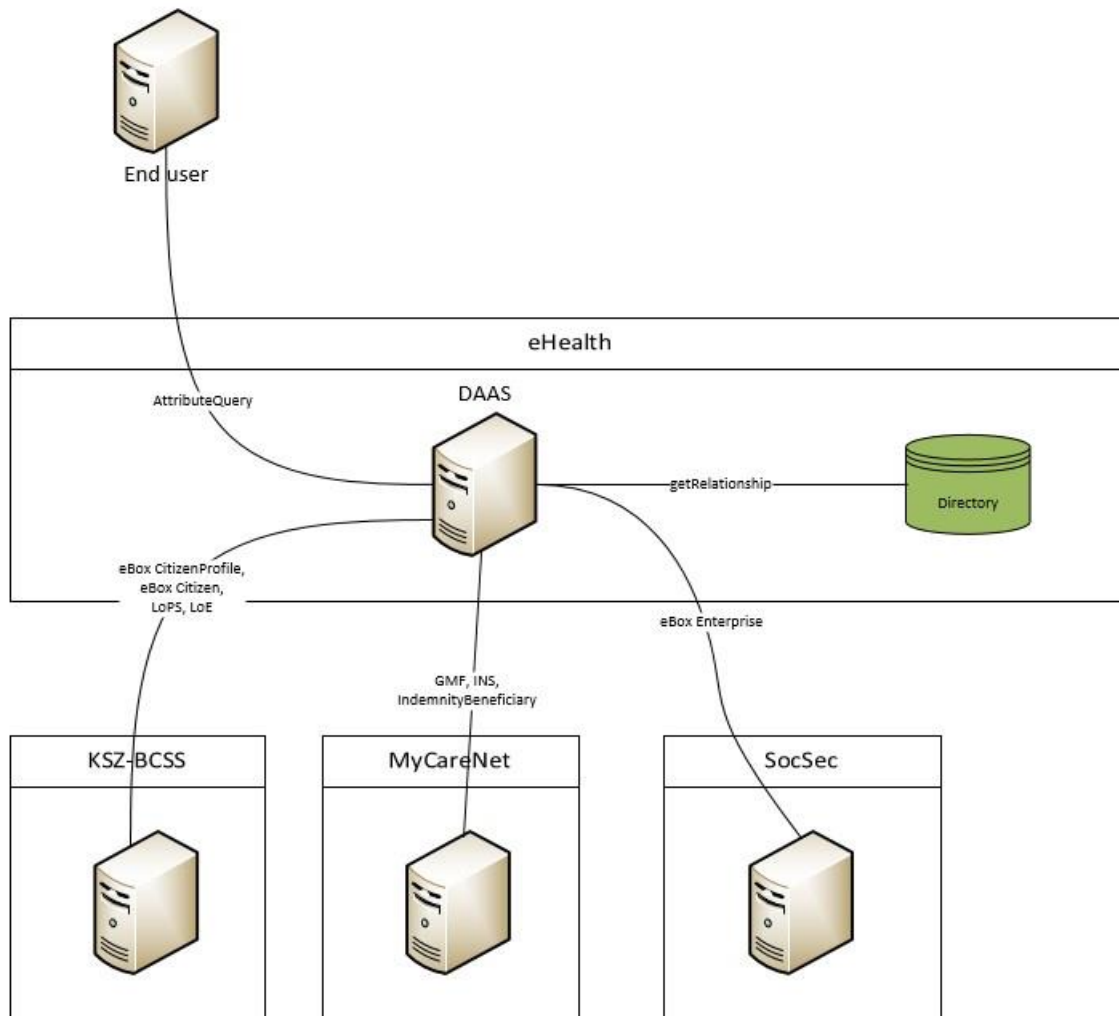 End user
eHealth
DAAS
AttributeQuery
getRelationship
Directory
eBox CitizenProfile,
eBox Citizen,
LoPS, LoE
eBox Enterprise
GMF, INS,
IndemnityBeneficiary
KSZ-BCSS
MyCareNet
SocSec